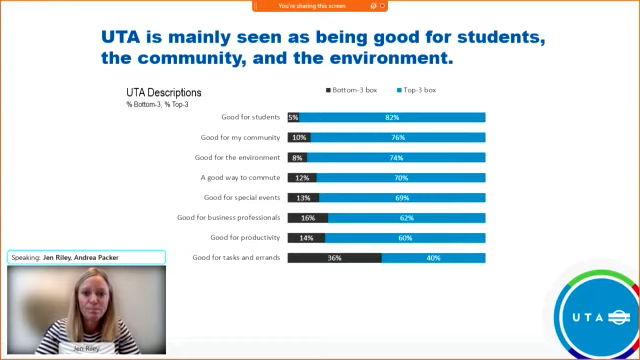 You're sharing this screen
UTA is mainly seen as being good for students,
the community, and the environment.
UTA Descriptions
% Bottom-3, % Top-3
Bottom-3 box Top-3 box
Good for students 5% 82%
Good for my community 10% 76%
Good for the environment 8% 74%
A good way to commute 12% 70%
Good for special events 13% 69%
Good for business professionals 16% 62%
Good for productivity 14% 60%
Good for tasks and errands 36% 40%
Speaking: Jen Riley, Andrea Packer
Jen Riley
UTA